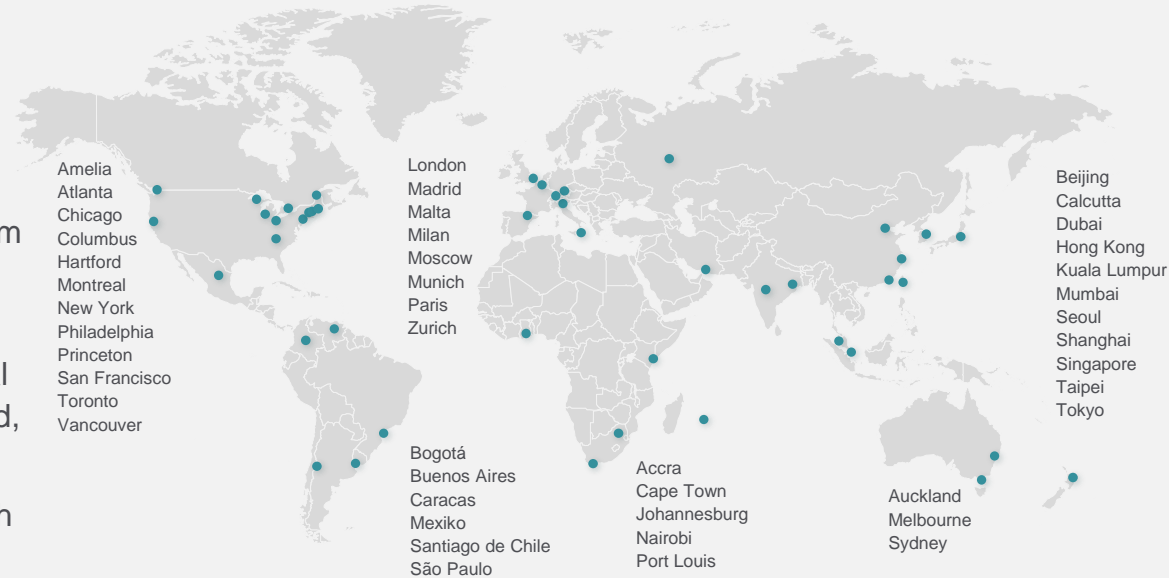 Amelia
Atlanta
Chicago
Columbus
Hartford
Montreal
New York
Philadelphia
Princeton
San Francisco
Toronto
Vancouver
London
Madrid
Malta
Milan
Moscow
Munich
Paris
Zurich
Beijing
Calcutta
Dubai
Hong Kong
Kuala Lumpur
Mumbai
Seoul
Shanghai
Singapore
Taipei
Tokyo
Bogotá
Buenos Aires
Caracas
Mexiko
Santiago de Chile
São Paulo
Accra
Cape Town
Johannesburg
Nairobi
Port Louis
Auckland
Melbourne
Sydney